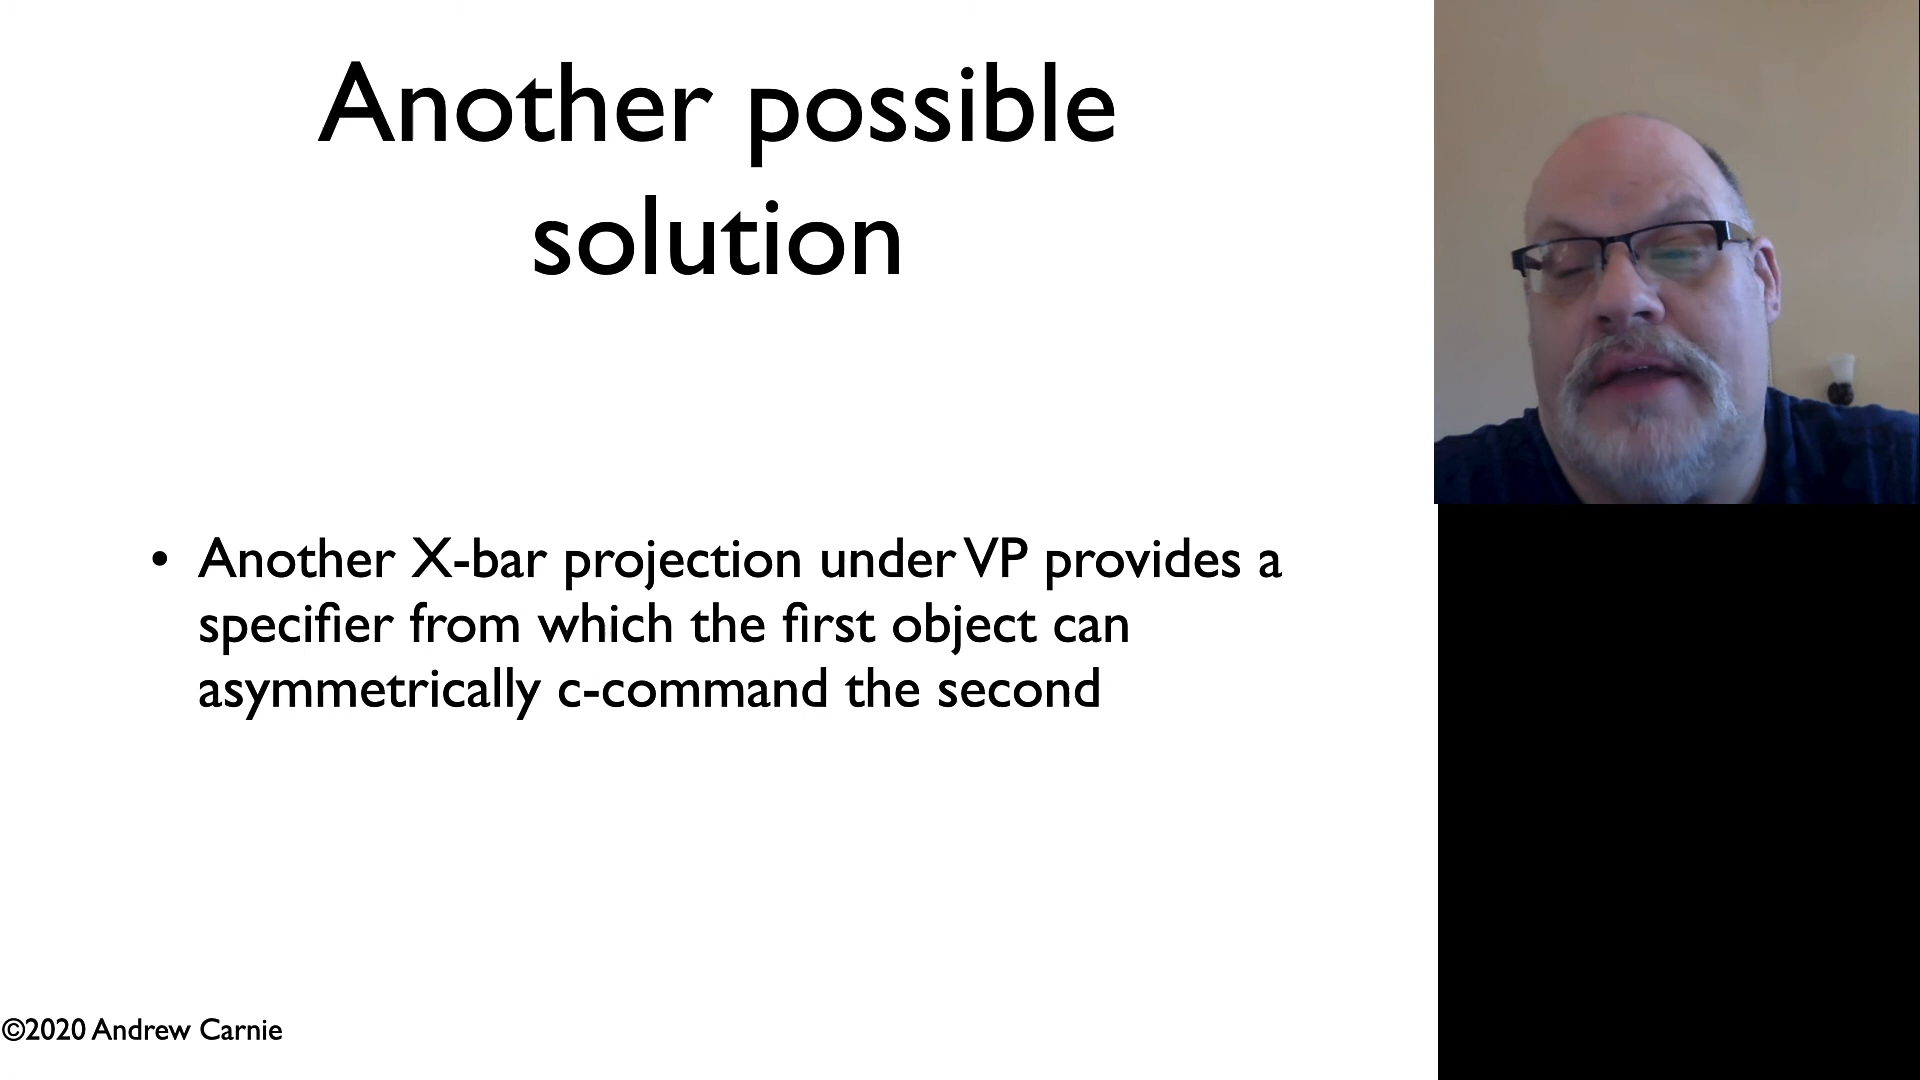 Another possible
solution
• Another X-bar projection under VP provides a
specifier from which the first object can
asymmetrically c-command the second
©2020 Andrew Carnie